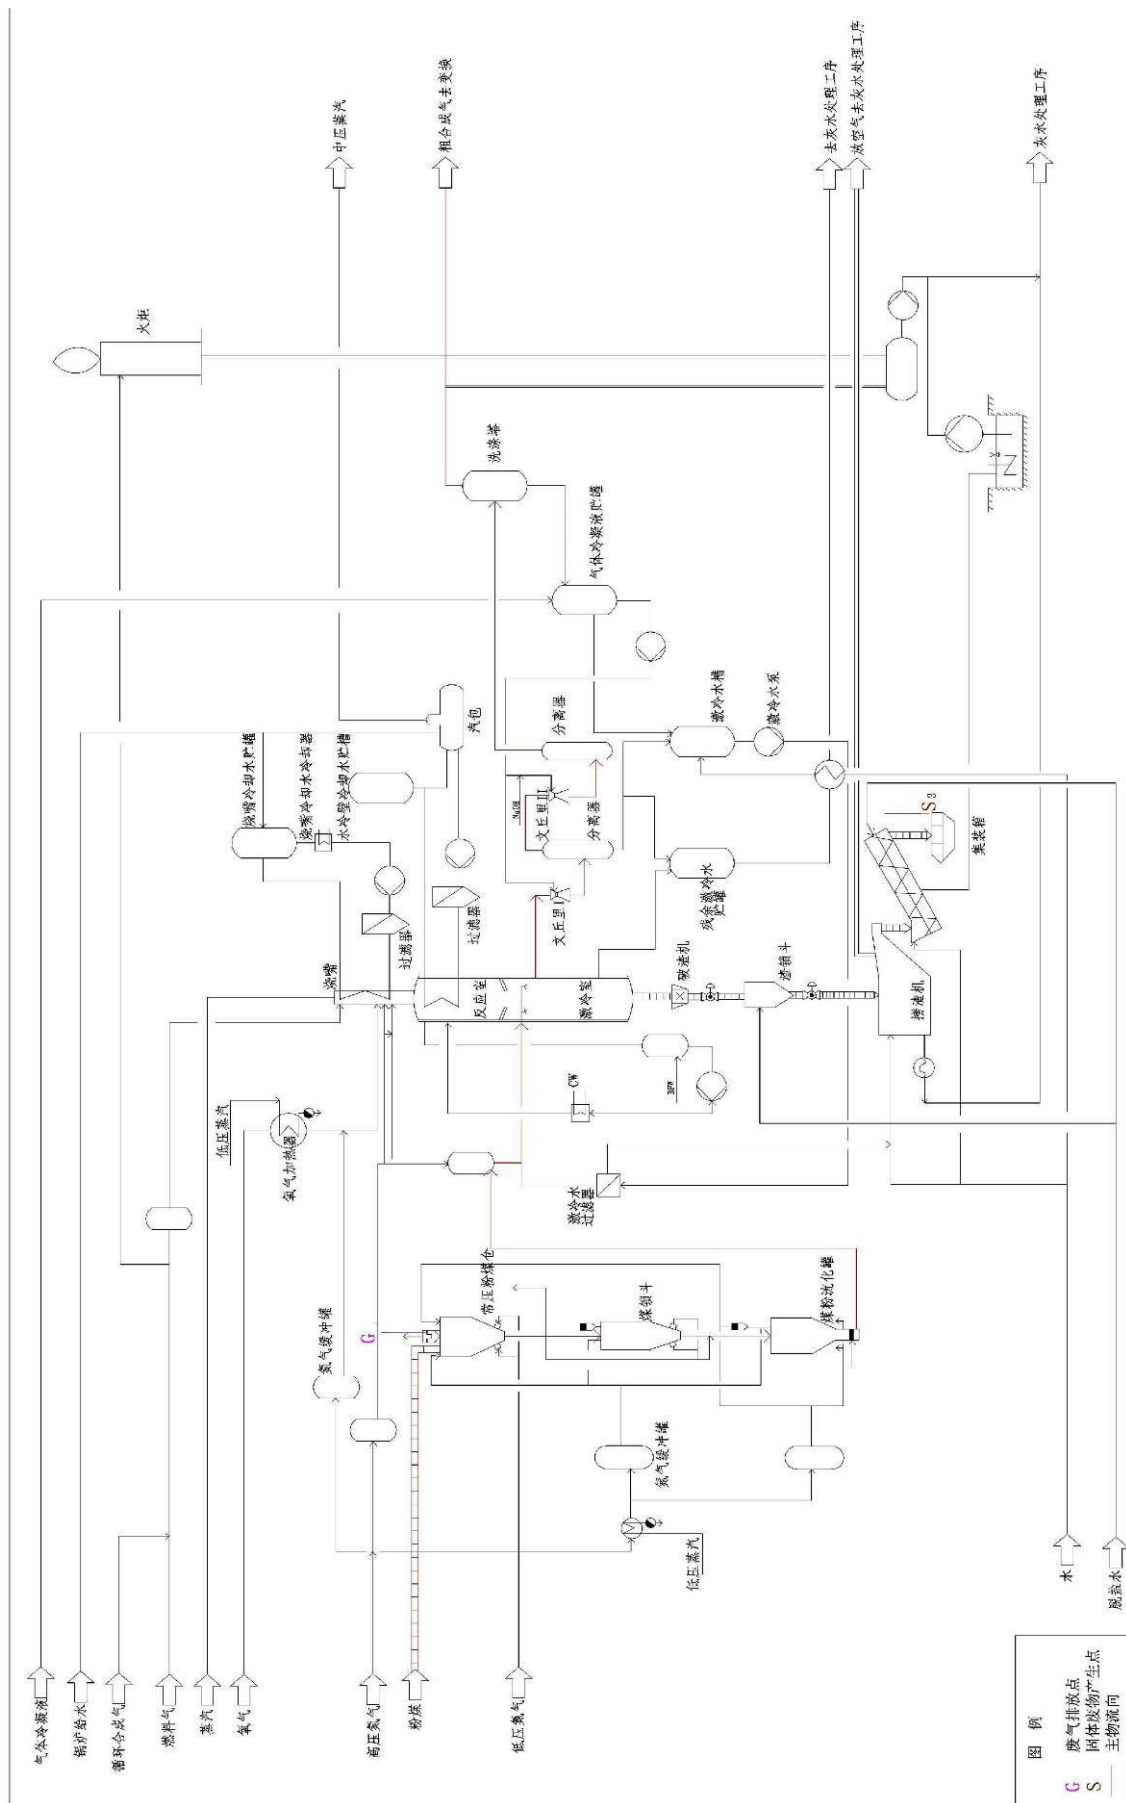 气体冷凝液
锅炉给水
循环合成气
燃料气
蒸汽
氧气
高压氮气
粉煤
低压氮气
水
脱盐水
中压蒸汽
粗合成气去变换
去灰水处理工序
放空气去灰水处理工序
灰水处理工序
火炬
洗涤塔
气体冷凝液贮罐
烧嘴冷却水贮罐
烧嘴冷却水冷却器
水冷壁冷却水贮槽
汽包
分离器
NaOH
文丘里II
分离器
文丘里I
过滤器
过滤器
烧嘴
反应室
激冷室
激冷水槽
激冷水泵
残余激冷水
贮罐
破渣机
渣锁斗
捞渣机
S3
集装箱
低压蒸汽
氧气加热器
CW
BFW
激冷水
过滤器
氮气缓冲罐
G
常压粉煤仓
煤锁斗
煤粉流化罐
氮气缓冲罐
低压蒸汽
图 例
G 废气排放点
S 固体废物产生点
主物流向